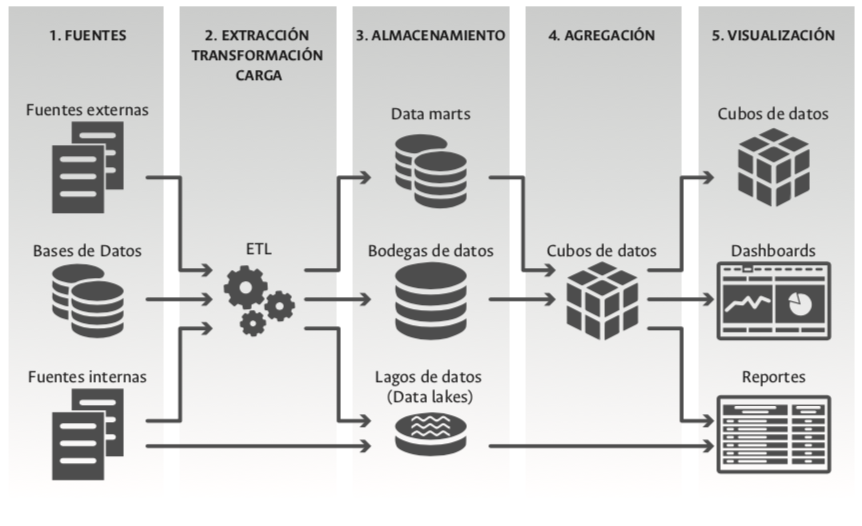 1. FUENTES
2. EXTRACCIÓN
TRANSFORMACIÓN
CARGA
3. ALMACENAMIENTO
4. AGREGACIÓN
5. VISUALIZACIÓN
Fuentes externas
Data marts
Cubos de datos
Bases de Datos
ETL
Bodegas de datos
Cubos de datos
Dashboards
Fuentes internas
Lagos de datos
(Data lakes)
Reportes